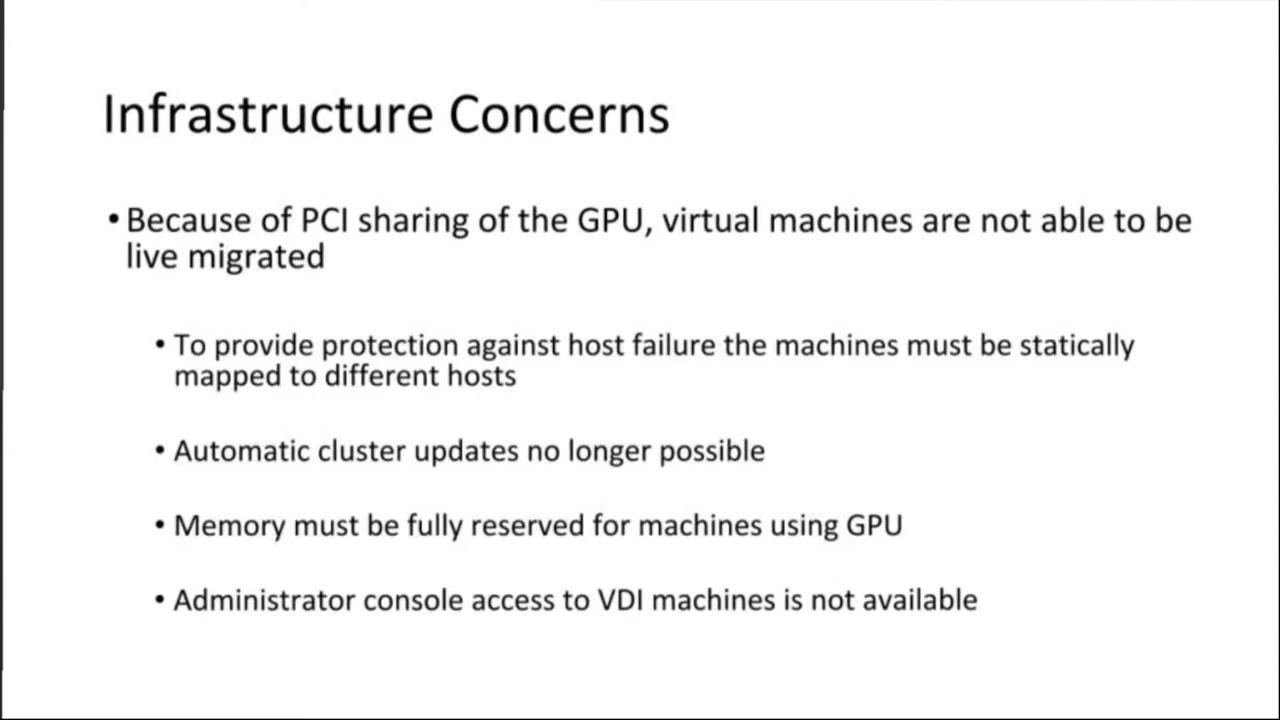 Infrastructure Concerns
• Because of PCI sharing of the GPU, virtual machines are not able to be
live migrated
• To provide protection against host failure the machines must be statically
mapped to different hosts
• Automatic cluster updates no longer possible
• Memory must be fully reserved for machines using GPU
• Administrator console access to VDI machines is not available